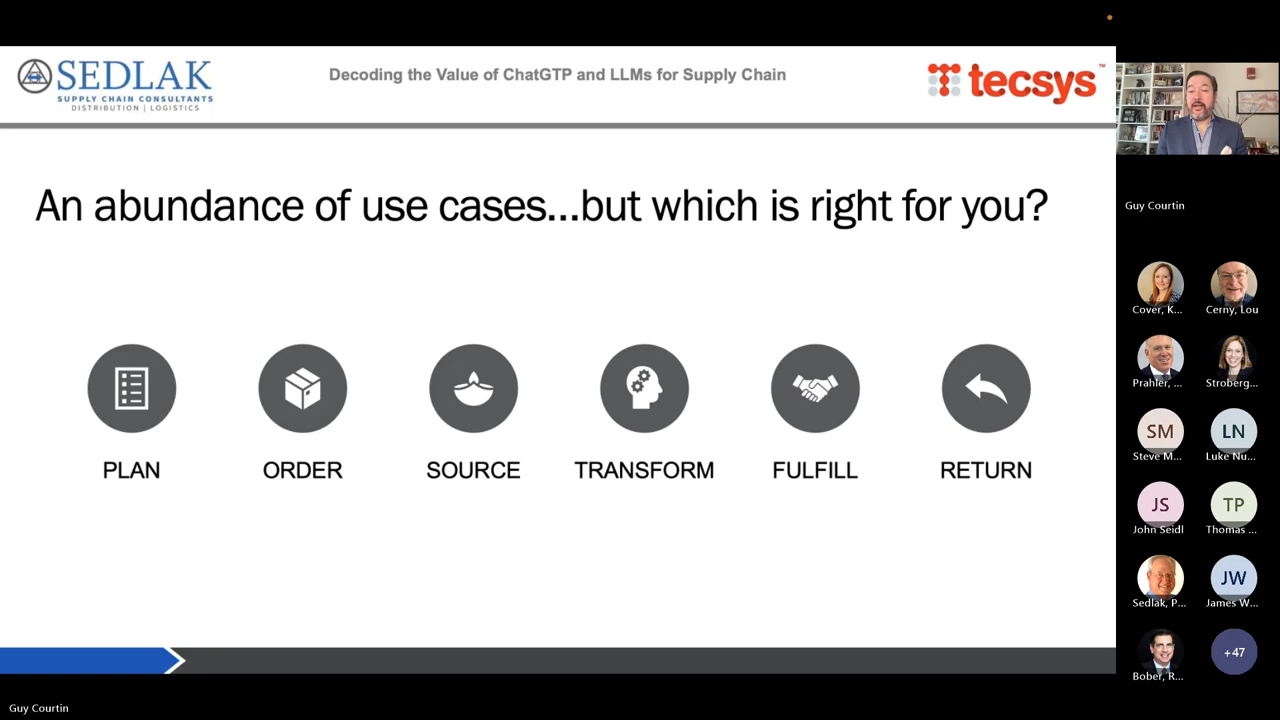 SEDLAK
SUPPLY CHAIN CONSULTANTS
DISTRIBUTION | LOGISTICS
Decoding the Value of ChatGTP and LLMs for Supply Chain
tecsys™
An abundance of use cases...but which is right for you?
PLAN
ORDER
SOURCE
TRANSFORM
FULFILL
RETURN
Guy Courtin
Cover, K...
Cerny, Lou
Prahler, ...
Stroberg...
SM
LN
Steve M...
Luke Nu...
JS
TP
John Seidl
Thomas ...
JW
Sedlak, P...
James W...
+47
Bober, R...
Guy Courtin